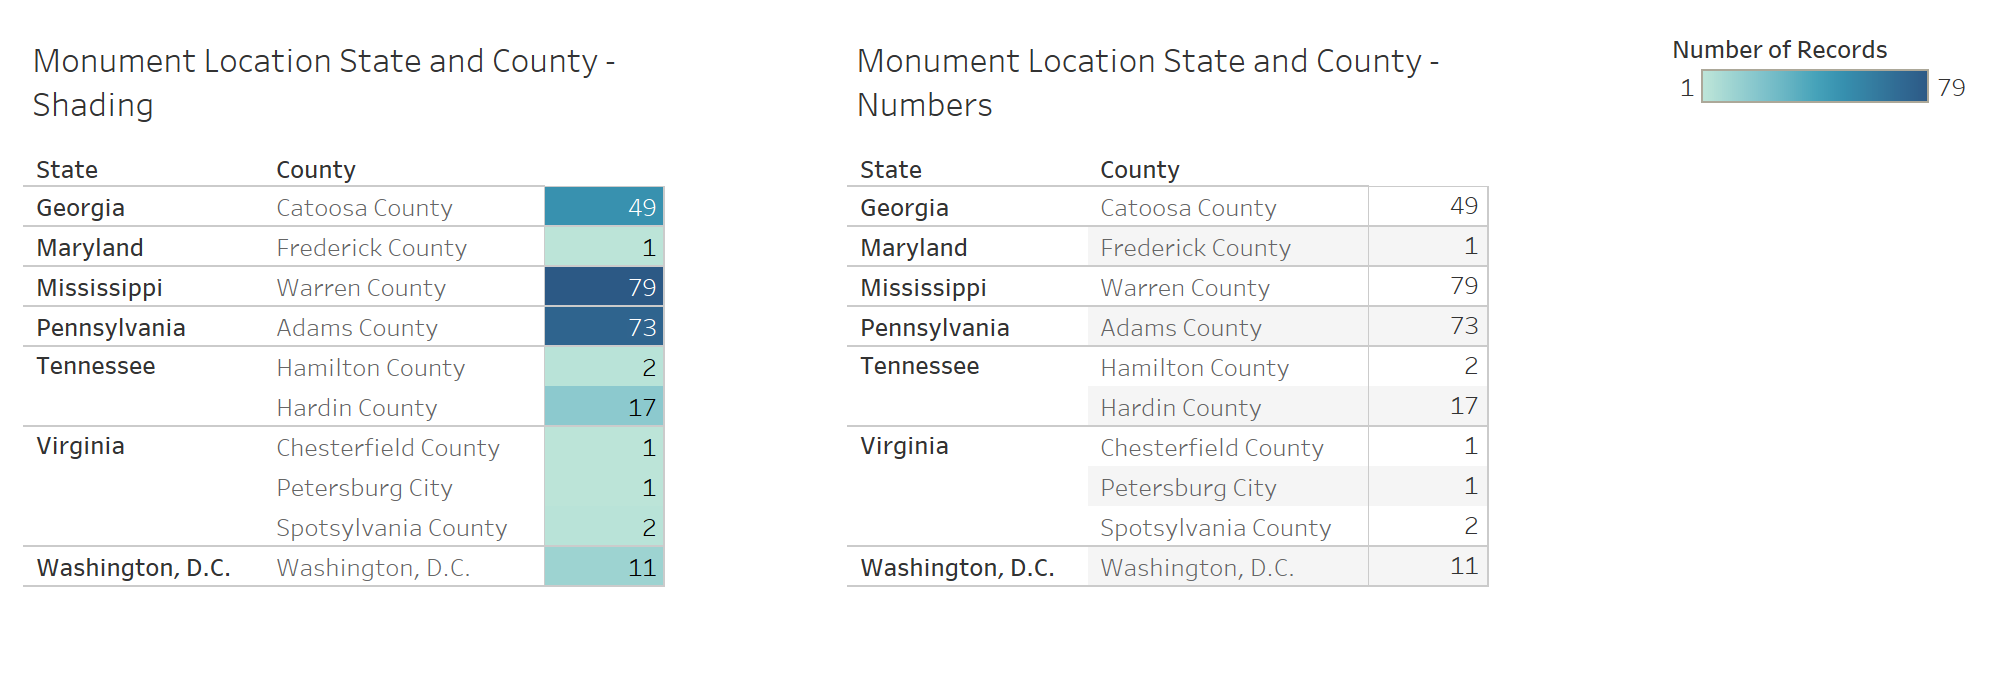 Monument Location State and County -
Shading
State County
Georgia Catoosa County 49
Maryland Frederick County 1
Mississippi Warren County 79
Pennsylvania Adams County 73
Tennessee Hamilton County 2
Hardin County 17
Virginia Chesterfield County 1
Petersburg City 1
Spotsylvania County 2
Washington, D.C. Washington, D.C. 11
Monument Location State and County -
Numbers
State County
Georgia Catoosa County 49
Maryland Frederick County 1
Mississippi Warren County 79
Pennsylvania Adams County 73
Tennessee Hamilton County 2
Hardin County 17
Virginia Chesterfield County 1
Petersburg City 1
Spotsylvania County 2
Washington, D.C. Washington, D.C. 11
Number of Records
1 79